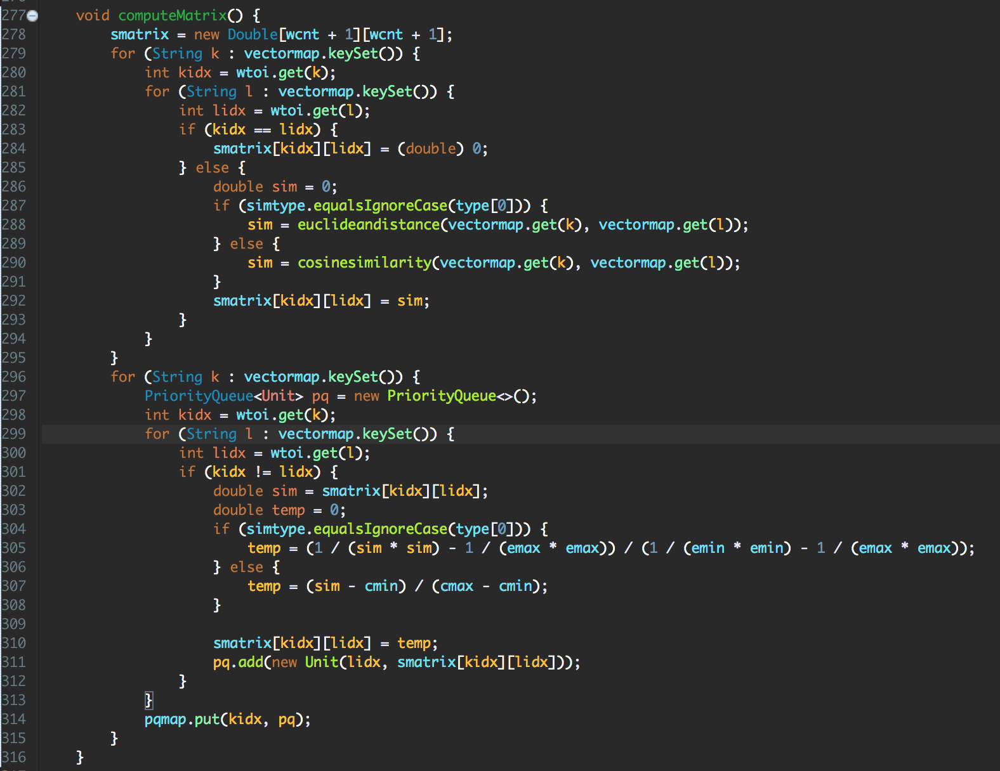 277 void computeMatrix() {
278 smatrix = new Double[wcnt + 1][wcnt + 1];
279 for (String k : vectormap.keySet()) {
280 int kidx = wtoi.get(k);
281 for (String l : vectormap.keySet()) {
282 int lidx = wtoi.get(l);
283 if (kidx == lidx) {
284 smatrix[kidx][lidx] = (double) 0;
285 } else {
286 double sim = 0;
287 if (simtype.equalsIgnoreCase(type[0])) {
288 sim = euclideandistance(vectormap.get(k), vectormap.get(l));
289 } else {
290 sim = cosinesimilarity(vectormap.get(k), vectormap.get(l));
291 }
292 smatrix[kidx][lidx] = sim;
293 }
294 }
295 }
296 for (String k : vectormap.keySet()) {
297 PriorityQueue<Unit> pq = new PriorityQueue<>();
298 int kidx = wtoi.get(k);
299 for (String l : vectormap.keySet()) {
300 int lidx = wtoi.get(l);
301 if (kidx != lidx) {
302 double sim = smatrix[kidx][lidx];
303 double temp = 0;
304 if (simtype.equalsIgnoreCase(type[0])) {
305 temp = (1 / (sim * sim) - 1 / (emax * emax)) / (1 / (emin * emin) - 1 / (emax * emax));
306 } else {
307 temp = (sim - cmin) / (cmax - cmin);
308 }
309
310 smatrix[kidx][lidx] = temp;
311 pq.add(new Unit(lidx, smatrix[kidx][lidx]));
312 }
313 }
314 pqmap.put(kidx, pq);
315 }
316 }